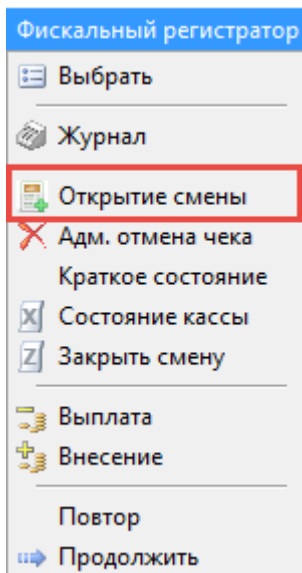 Фискальный регистратор
Выбрать
Журнал
Открытие смены
Адм. отмена чека
Краткое состояние
X Состояние кассы
Z Закрыть смену
Выплата
Внесение
Повтор
Продолжить